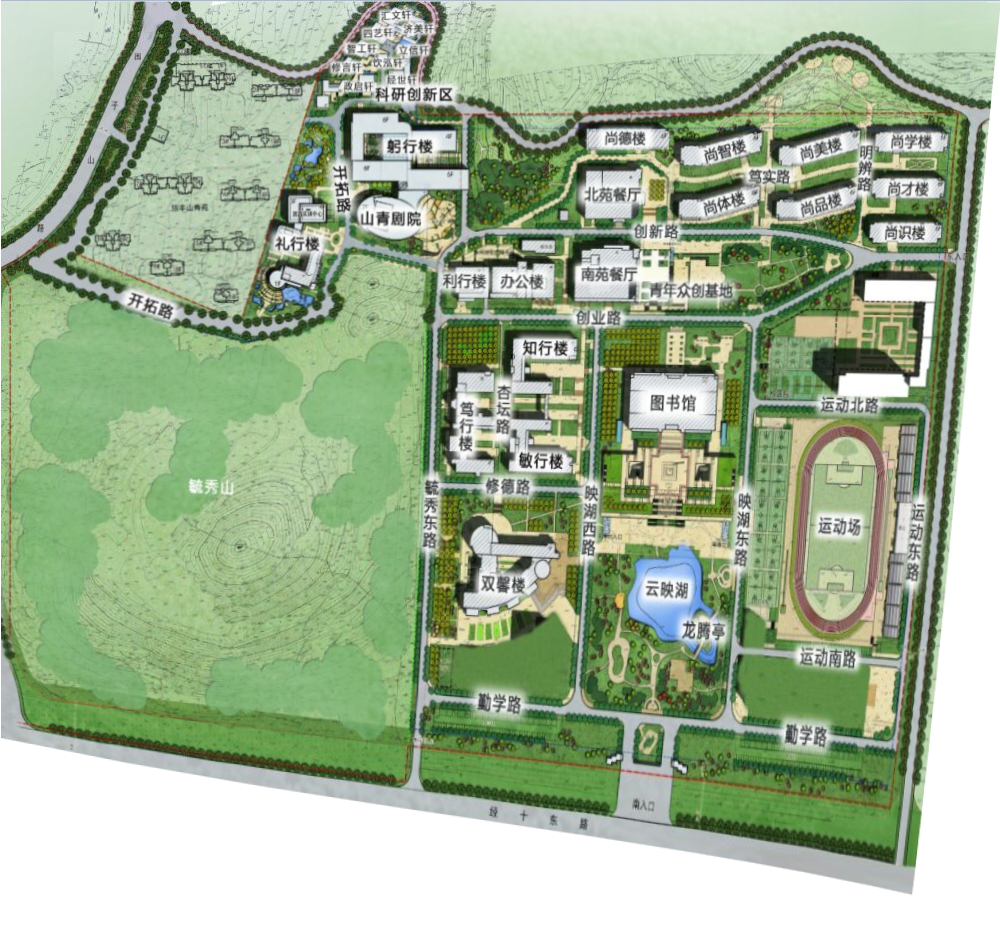 汇文轩
四艺轩
济美轩
智工轩
立信轩
修言轩
饮泓轩
经世轩
政启轩
科研创新区
躬行楼
开拓路
山青剧院
礼行楼
开拓路
尚德楼
尚智楼
尚美楼
明辨路
尚学楼
笃实路
北苑餐厅
尚体楼
尚品楼
尚才楼
尚识楼
创新路
利行楼
办公楼
南苑餐厅
青年众创基地
创业路
知行楼
杏坛路
笃行楼
敏行楼
图书馆
运动北路
毓秀山
毓秀东路
修德路
映湖西路
映湖东路
运动场
运动东路
双馨楼
云映湖
龙腾亭
运动南路
勤学路
勤学路
南入口
经十东路